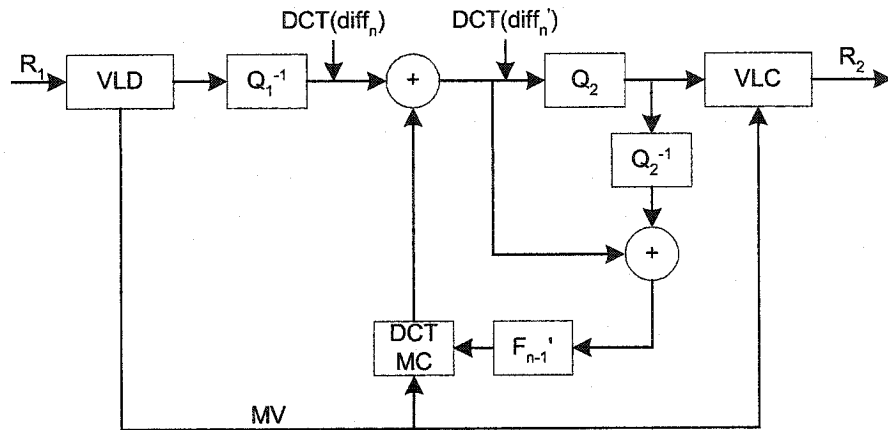 DCT(diffₙ) DCT(diffₙ')
R₁ VLD Q₁⁻¹ + Q₂ VLC R₂
Q₂⁻¹
+
DCT
MC
Fₙ₋₁'
MV